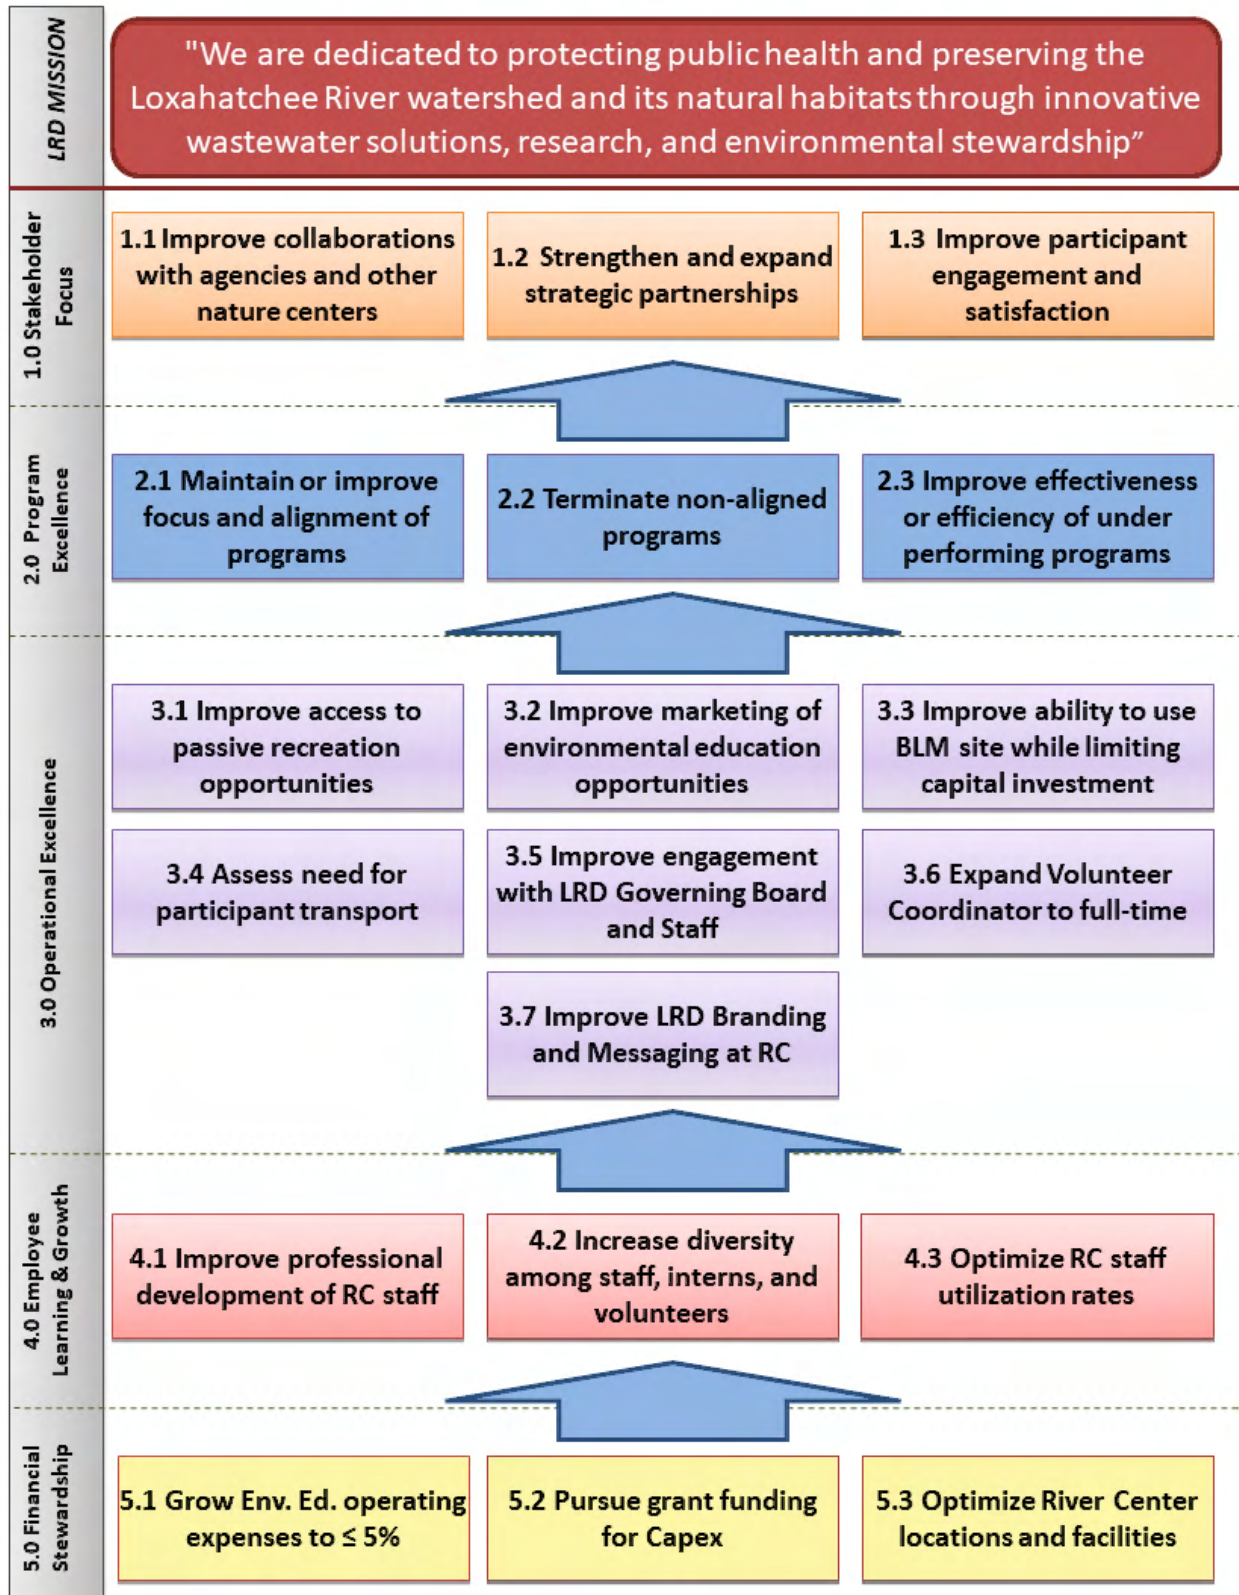 LRD MISSION
"We are dedicated to protecting public health and preserving the
Loxahatchee River watershed and its natural habitats through innovative
wastewater solutions, research, and environmental stewardship”
1.0 Stakeholder
Focus
1.1 Improve collaborations
with agencies and other
nature centers
1.2 Strengthen and expand
strategic partnerships
1.3 Improve participant
engagement and
satisfaction
2.0 Program
Excellence
2.1 Maintain or improve
focus and alignment of
programs
2.2 Terminate non-aligned
programs
2.3 Improve effectiveness
or efficiency of under
performing programs
3.0 Operational Excellence
3.1 Improve access to
passive recreation
opportunities
3.2 Improve marketing of
environmental education
opportunities
3.3 Improve ability to use
BLM site while limiting
capital investment
3.4 Assess need for
participant transport
3.5 Improve engagement
with LRD Governing Board
and Staff
3.6 Expand Volunteer
Coordinator to full-time
3.7 Improve LRD Branding
and Messaging at RC
4.0 Employee
Learning & Growth
4.1 Improve professional
development of RC staff
4.2 Increase diversity
among staff, interns, and
volunteers
4.3 Optimize RC staff
utilization rates
5.0 Financial
Stewardship
5.1 Grow Env. Ed. operating
expenses to ≤ 5%
5.2 Pursue grant funding
for Capex
5.3 Optimize River Center
locations and facilities